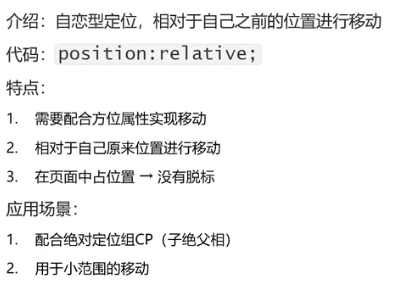 介绍：自恋型定位，相对于自己之前的位置进行移动
代码：position:relative;
特点：
1. 需要配合方位属性实现移动
2. 相对于自己原来位置进行移动
3. 在页面中占位置 → 没有脱标
应用场景：
1. 配合绝对定位组CP（子绝父相）
2. 用于小范围的移动